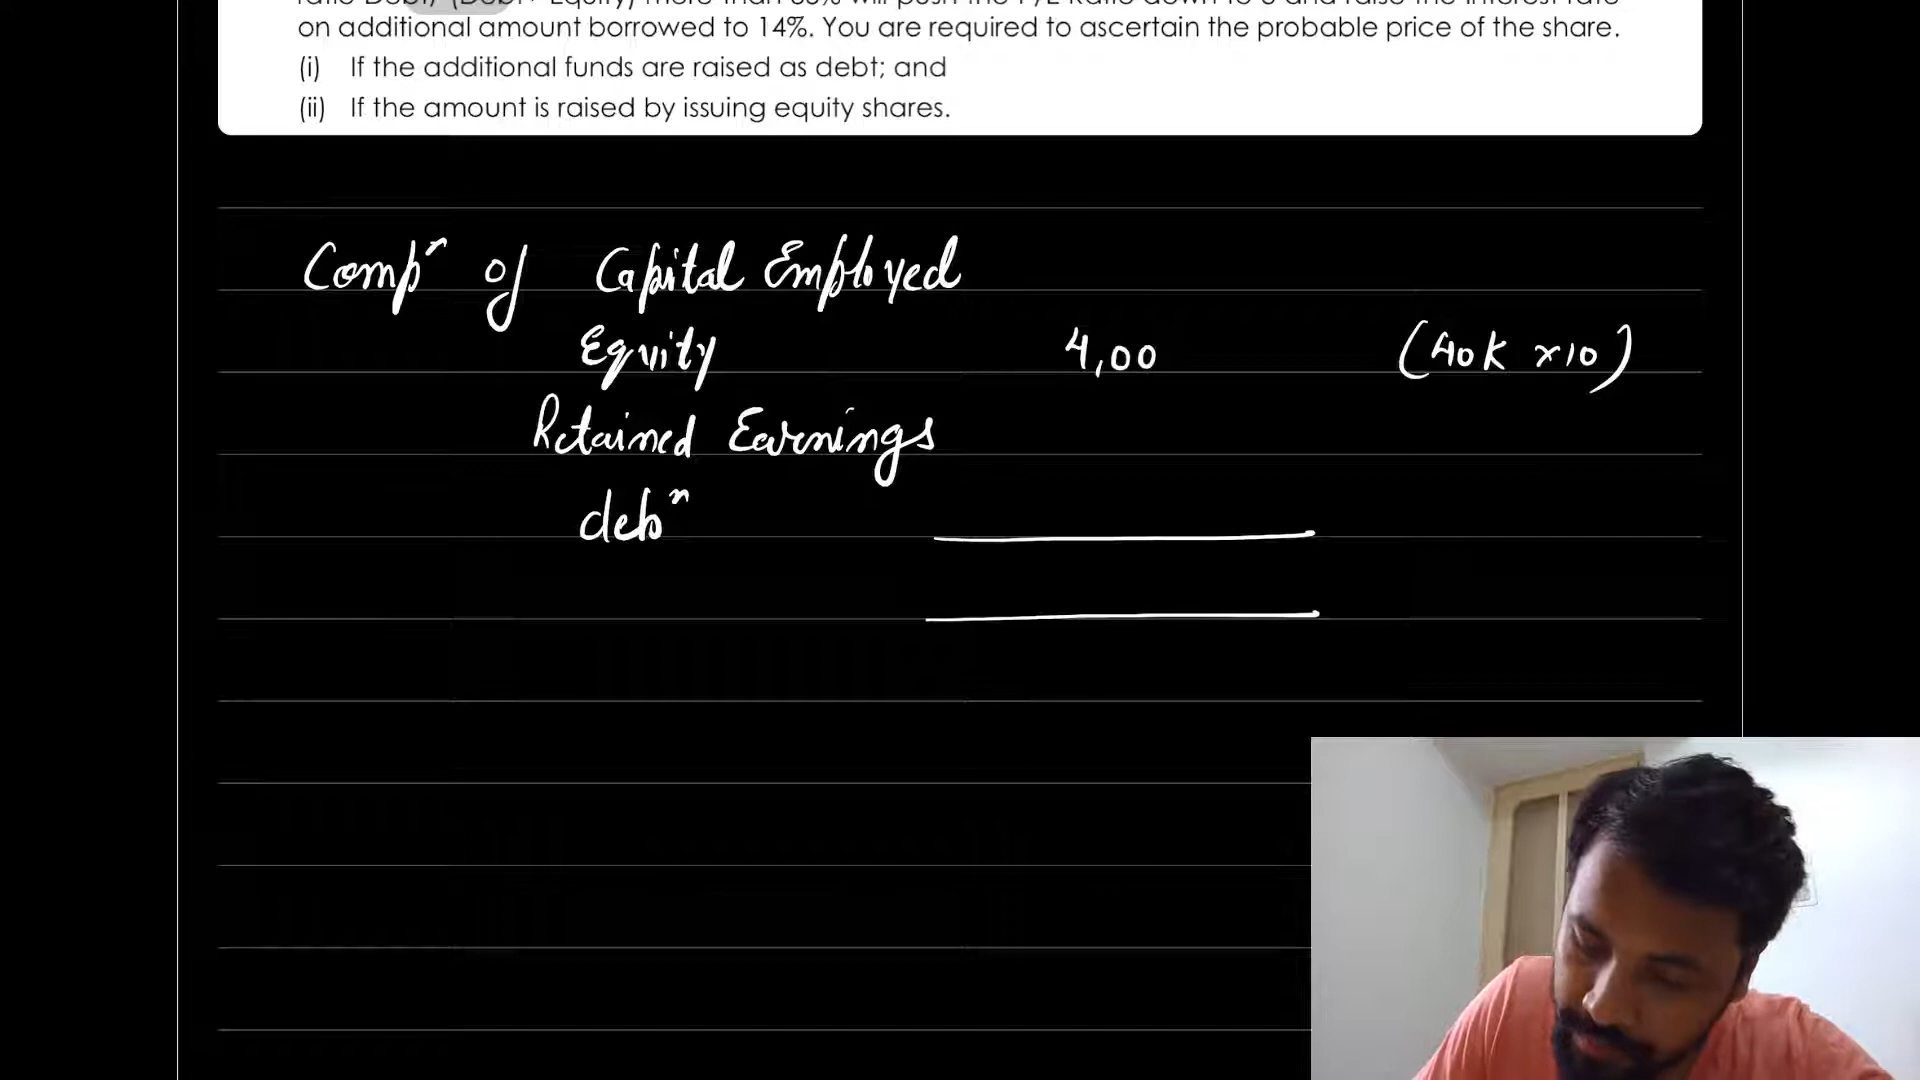 on additional amount borrowed to 14%. You are required to ascertain the probable price of the share.
(i) If the additional funds are raised as debt; and
(ii) If the amount is raised by issuing equity shares.
Compⁿ of Capital Employed
Equity 4,00 (40K x10)
Retained Earnings
debⁿ